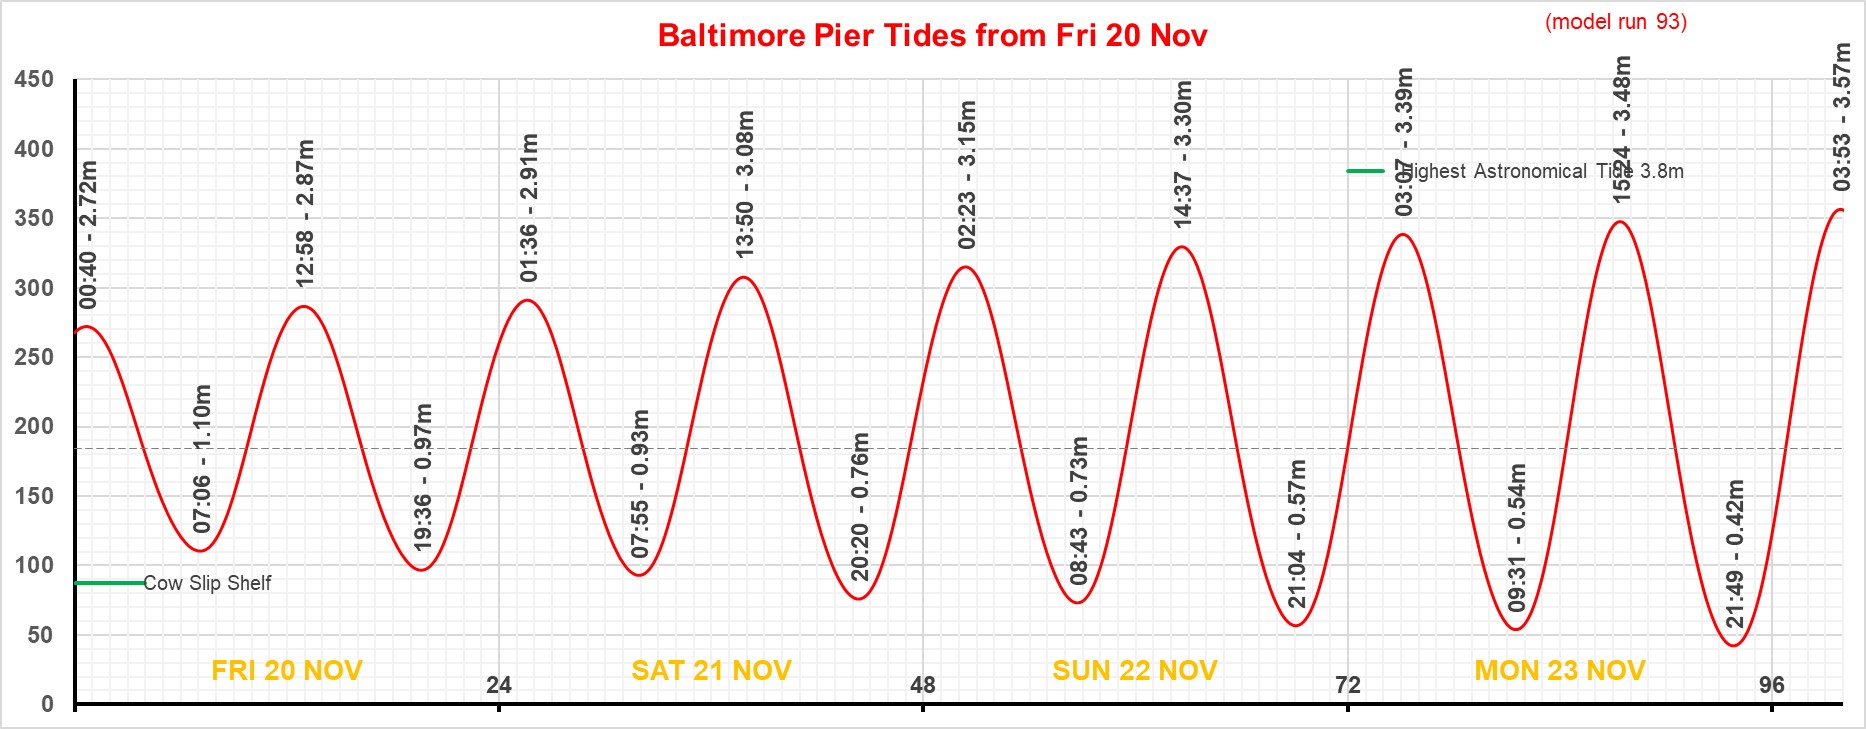 Baltimore Pier Tides from Fri 20 Nov
(model run 93)
450
400
350
300
250
200
150
100
50
0
00:40 - 2.72m
07:06 - 1.10m
12:58 - 2.87m
19:36 - 0.97m
01:36 - 2.91m
07:55 - 0.93m
13:50 - 3.08m
20:20 - 0.76m
02:23 - 3.15m
08:43 - 0.73m
14:37 - 3.30m
21:04 - 0.57m
03:07 - 3.39m
09:31 - 0.54m
15:24 - 3.48m
21:49 - 0.42m
03:53 - 3.57m
Highest Astronomical Tide 3.8m
Cow Slip Shelf
FRI 20 NOV
SAT 21 NOV
SUN 22 NOV
MON 23 NOV
24
48
72
96